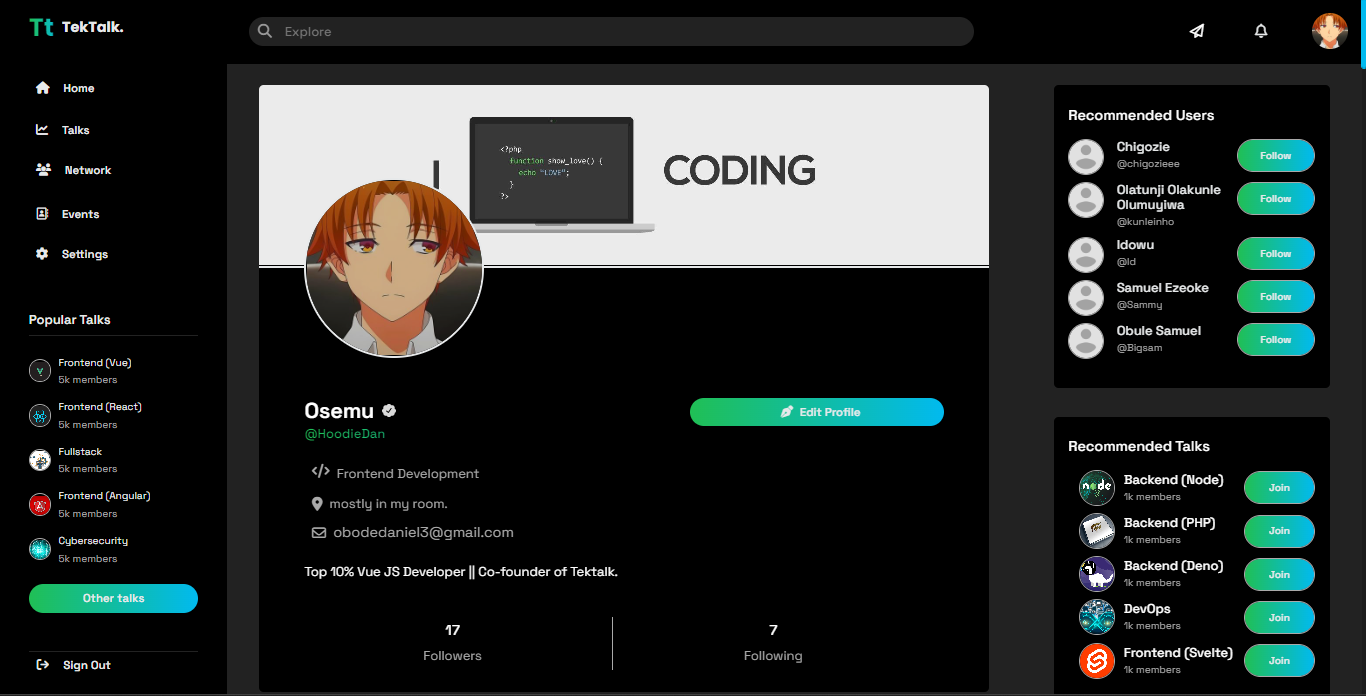 Tt TekTalk.
Explore
Home
Talks
Network
Events
Settings
Popular Talks
Frontend (Vue)
5k members
Frontend (React)
5k members
Fullstack
5k members
Frontend (Angular)
5k members
Cybersecurity
5k members
Other talks
Sign Out
I
CODING
<?php
function show_love() {
echo "LOVE";
}
?>
Osemu
@HoodieDan
Edit Profile
</> Frontend Development
mostly in my room.
obodedaniel3@gmail.com
Top 10% Vue JS Developer || Co-founder of Tektalk.
17
Followers
7
Following
Recommended Users
Chigozie
@chigozieee
Follow
Olatunji Olakunle
Olumuyiwa
@kunleinho
Follow
Idowu
@Id
Follow
Samuel Ezeoke
@Sammy
Follow
Obule Samuel
@Bigsam
Follow
Recommended Talks
node
Backend (Node)
1k members
Join
Backend (PHP)
1k members
Join
Backend (Deno)
1k members
Join
DevOps
1k members
Join
Frontend (Svelte)
1k members
Join